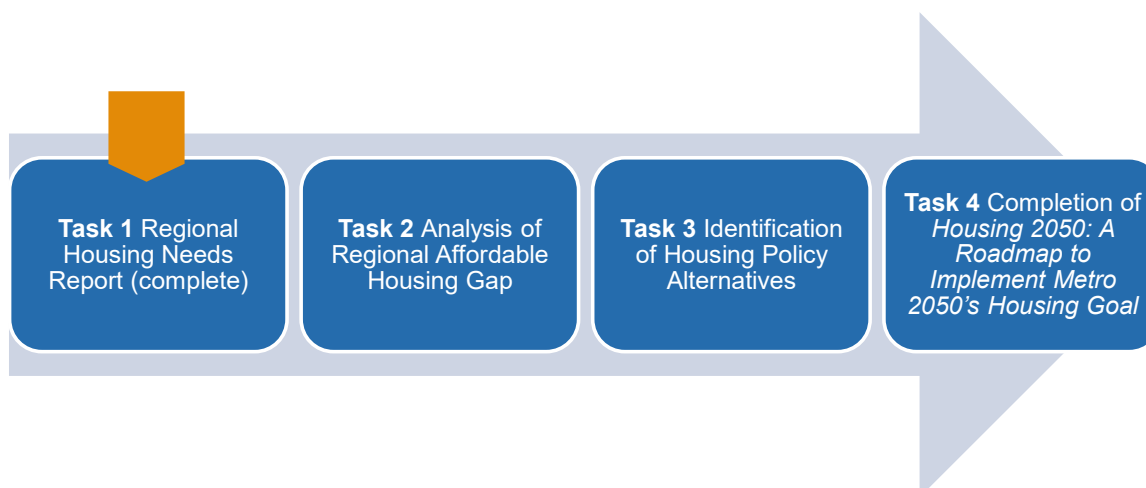 Task 1 Regional
Housing Needs
Report (complete)
Task 2 Analysis of
Regional Affordable
Housing Gap
Task 3 Identification
of Housing Policy
Alternatives
Task 4 Completion of
Housing 2050: A
Roadmap to
Implement Metro
2050’s Housing Goal